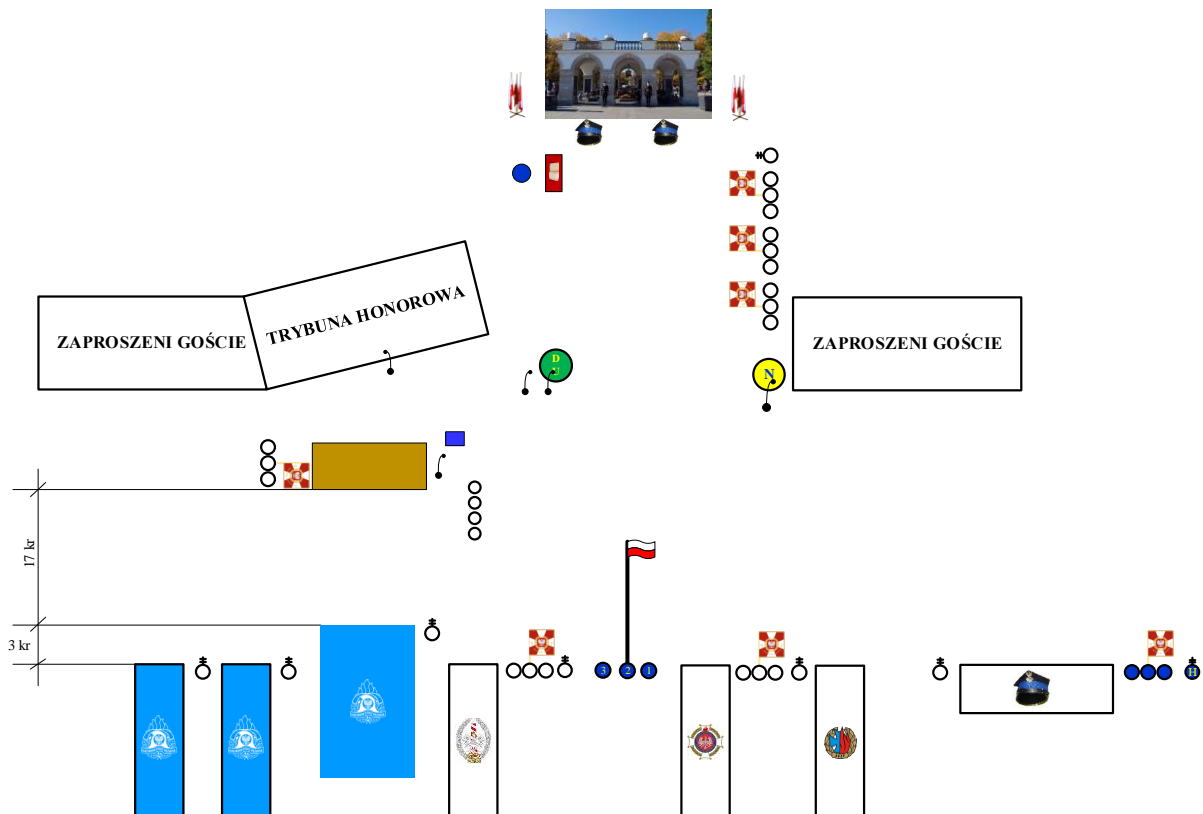 TRYBUNA HONOROWA
ZAPROSZENI GOŚCIE
ZAPROSZENI GOŚCIE
D
U
N
17 kr
3 kr
3
2
1
H